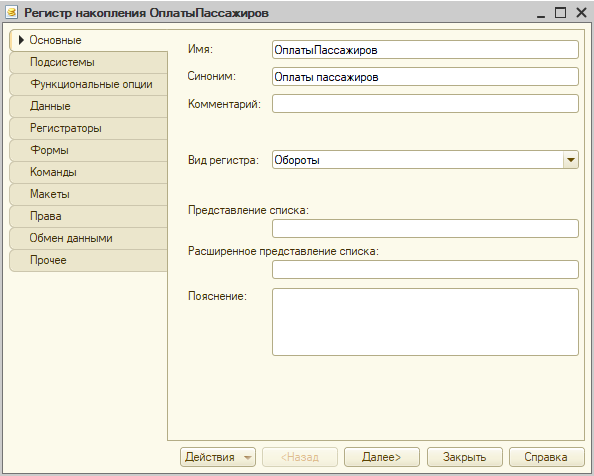 Регистр накопления ОплатыПассажиров
Основные
Подсистемы
Функциональные опции
Данные
Регистраторы
Формы
Команды
Макеты
Права
Обмен данными
Прочее
Имя: ОплатыПассажиров
Синоним: Оплаты пассажиров
Комментарий:
Вид регистра: Обороты
Представление списка:
Расширенное представление списка:
Пояснение:
Действия <Назад Далее> Закрыть Справка